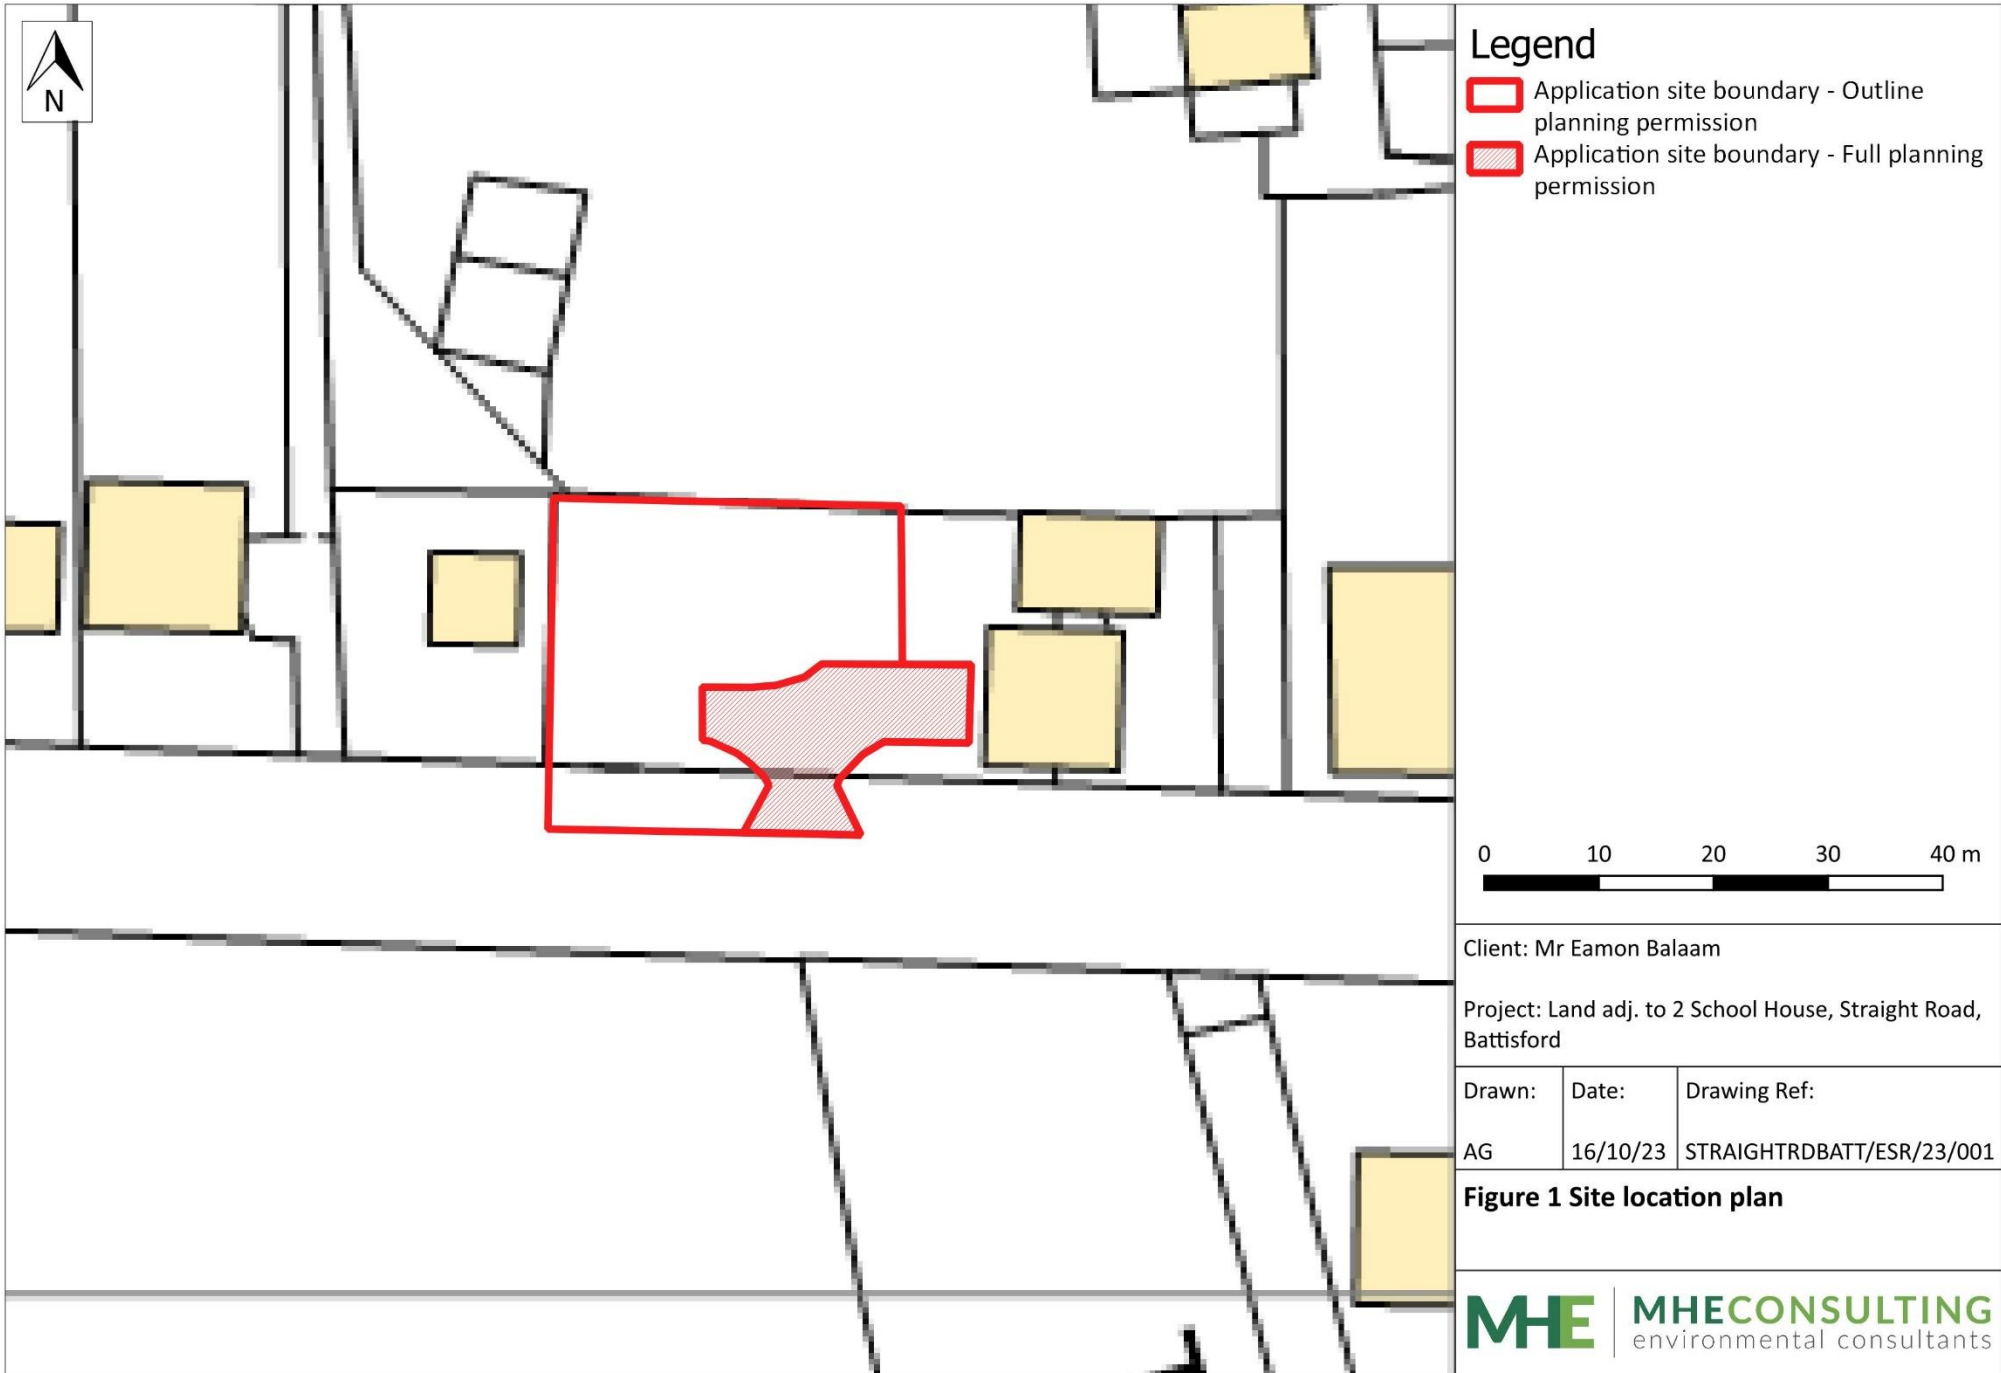 N
Legend
Application site boundary - Outline
planning permission
Application site boundary - Full planning
permission
0 10 20 30 40 m
Client: Mr Eamon Balaam
Project: Land adj. to 2 School House, Straight Road,
Battisford
Drawn: Date: Drawing Ref:
AG 16/10/23 STRAIGHTRDBATT/ESR/23/001
Figure 1 Site location plan
MHE MHECONSULTING
environmental consultants